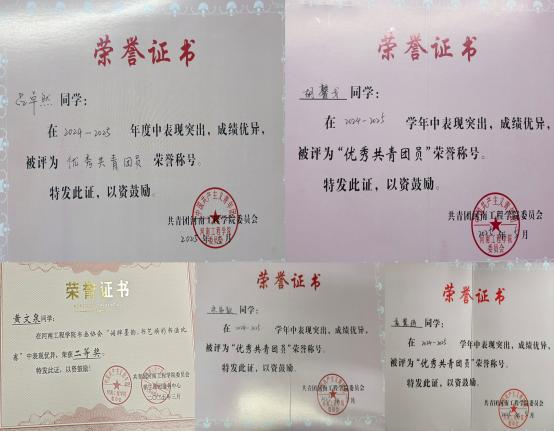 荣誉证书
同学：
在 2024-2025 年度中表现突出，成绩优异，
被评为 优秀共青团员 荣誉称号。
特发此证，以资鼓励。
共青团河南工程学院委员会
荣誉证书
同学：
在 2024-2025 学年中表现突出，成绩优异，
被评为“优秀共青团员”荣誉称号。
特发此证，以资鼓励。
共青团河南工程学院委员会
荣誉证书
黄文泉同学：
在河南工程学院书画协会
中表现优异，荣获二等奖。
特发此证，以资鼓励！
荣誉证书
同学：
在 2024-2025 学年中表现突出，成绩优异，
被评为“优秀共青团员”荣誉称号。
特发此证，以资鼓励。
共青团河南工程学院委员会
荣誉证书
同学：
在 2024-2025 学年中表现突出，成绩优异，
被评为“优秀共青团员”荣誉称号。
特发此证，以资鼓励。
共青团河南工程学院委员会